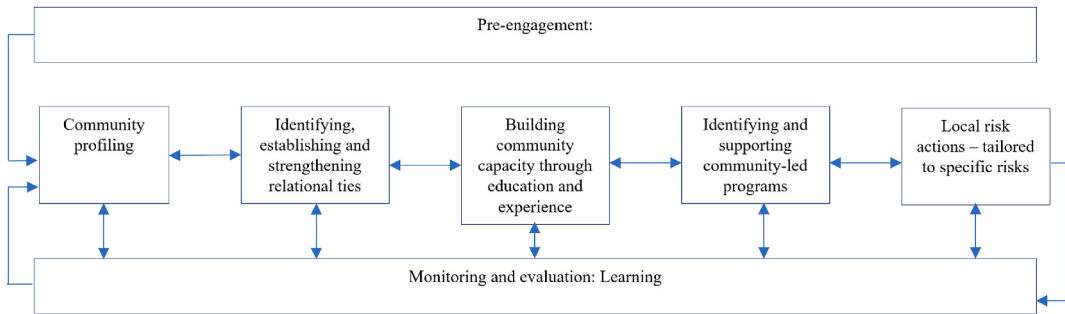 Pre-engagement:
Community
profiling
Identifying,
establishing and
strengthening
relational ties
Building
community
capacity through
education and
experience
Identifying and
supporting
community-led
programs
Local risk
actions – tailored
to specific risks
Monitoring and evaluation: Learning